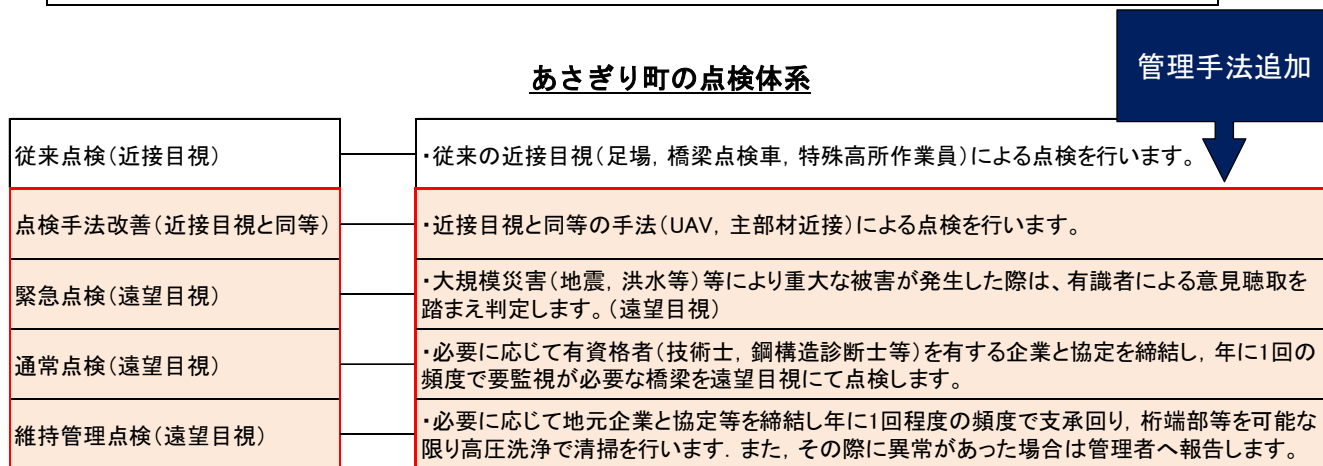 管理手法追加
あさぎり町の点検体系
従来点検(近接目視)
・従来の近接目視(足場，橋梁点検車，特殊高所作業員)による点検を行います。
点検手法改善(近接目視と同等)
・近接目視と同等の手法(UAV，主部材近接)による点検を行います。
緊急点検(遠望目視)
・大規模災害(地震，洪水等)等により重大な被害が発生した際は、有識者による意見聴取を
踏まえ判定します。(遠望目視)
通常点検(遠望目視)
・必要に応じて有資格者(技術士，鋼構造診断士等)を有する企業と協定を締結し，年に1回の
頻度で要監視が必要な橋梁を遠望目視にて点検します。
維持管理点検(遠望目視)
・必要に応じて地元企業と協定等を締結し年に1回程度の頻度で支承回り，桁端部等を可能な
限り高圧洗浄で清掃を行います．また，その際に異常があった場合は管理者へ報告します。